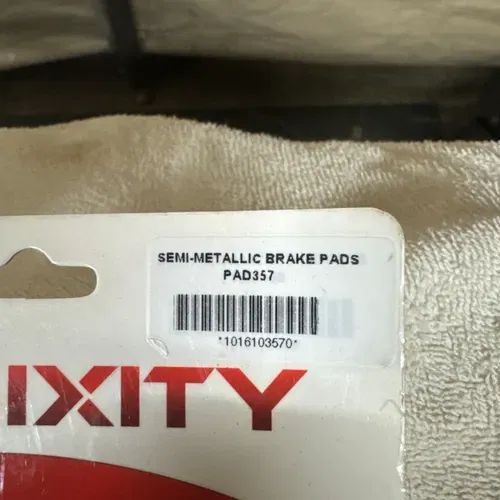 SEMI-METALLIC BRAKE PADS
PAD357
*1016103570*
IXITY